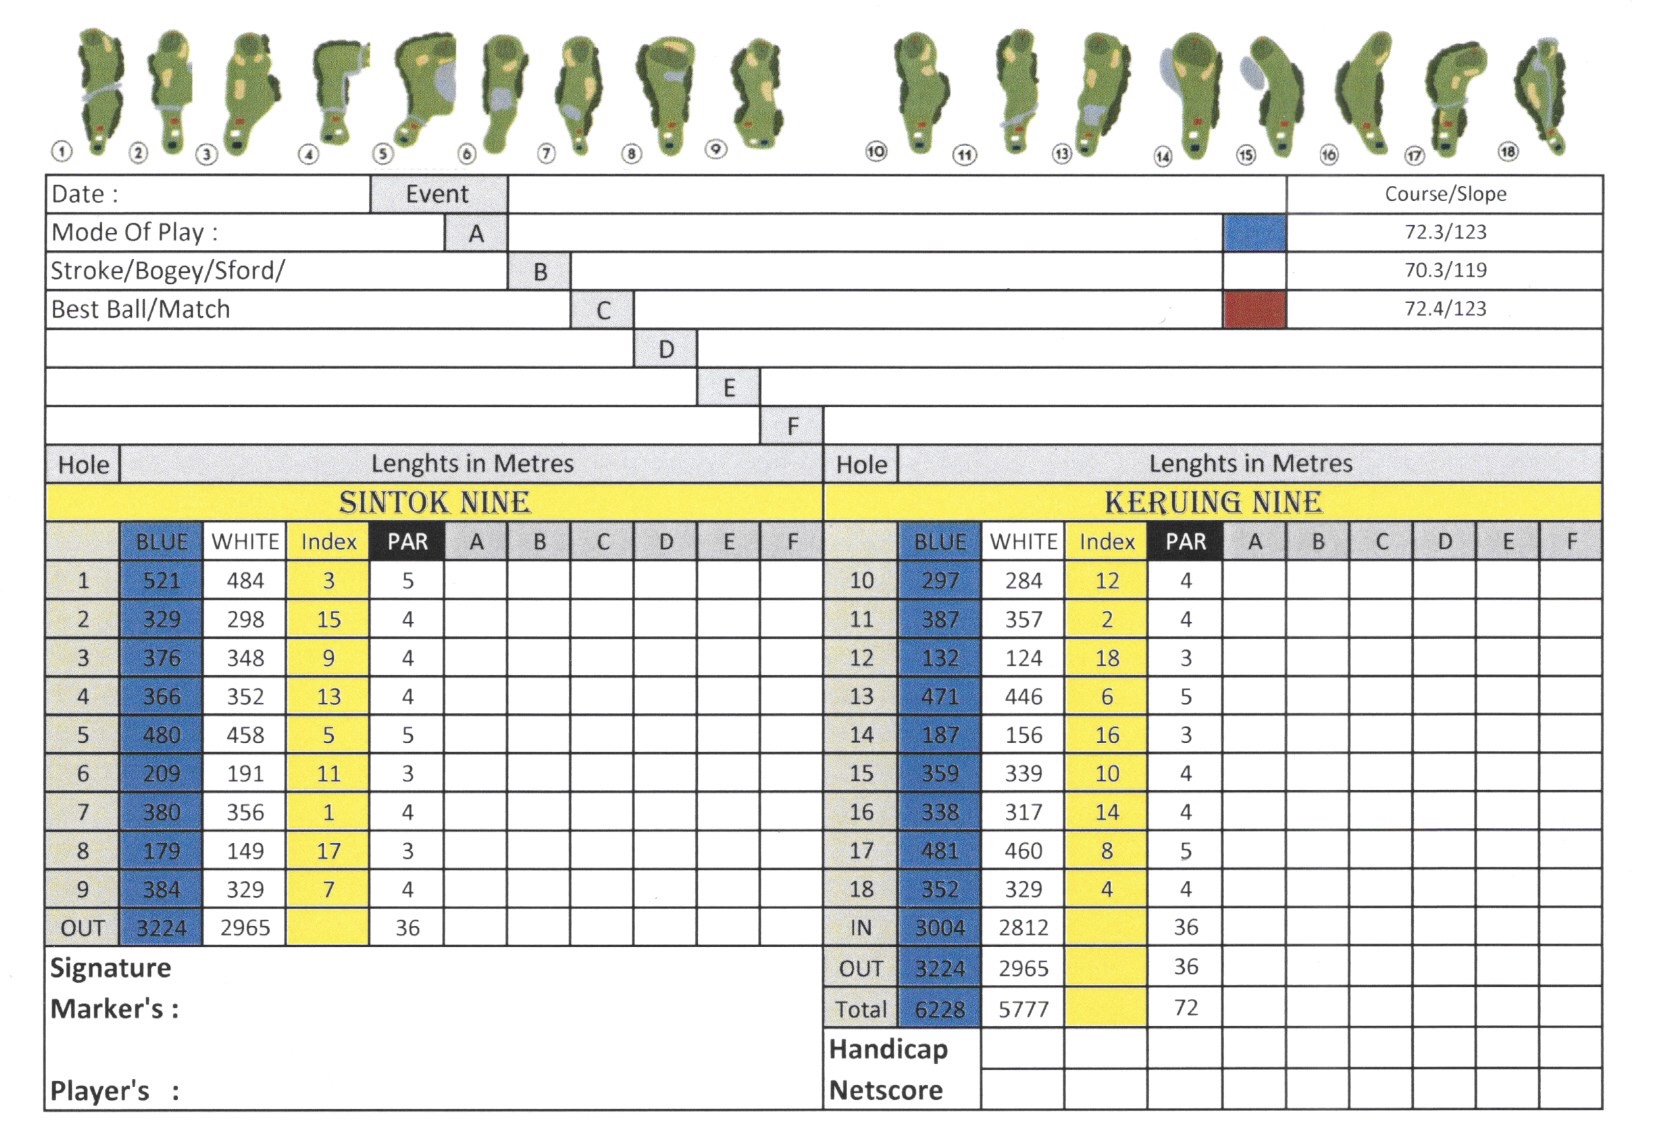 1 2 3 4 5 6 7 8 9 10 11 13 14 15 16 17 18
Date : Event Course/Slope
Mode Of Play : A 72.3/123
Stroke/Bogey/Sford/ B 70.3/119
Best Ball/Match C 72.4/123
D
E
F
Hole Lenghts in Metres Hole Lenghts in Metres
SINTOK NINE KERUING NINE
BLUE WHITE Index PAR A B C D E F BLUE WHITE Index PAR A B C D E F
1 521 484 3 5 10 297 284 12 4
2 329 298 15 4 11 387 357 2 4
3 376 348 9 4 12 132 124 18 3
4 366 352 13 4 13 471 446 6 5
5 480 458 5 5 14 187 156 16 3
6 209 191 11 3 15 359 339 10 4
7 380 356 1 4 16 338 317 14 4
8 179 149 17 3 17 481 460 8 5
9 384 329 7 4 18 352 329 4 4
OUT 3224 2965 36 IN 3004 2812 36
Signature OUT 3224 2965 36
Marker's : Total 6228 5777 72
Handicap
Player's : Netscore